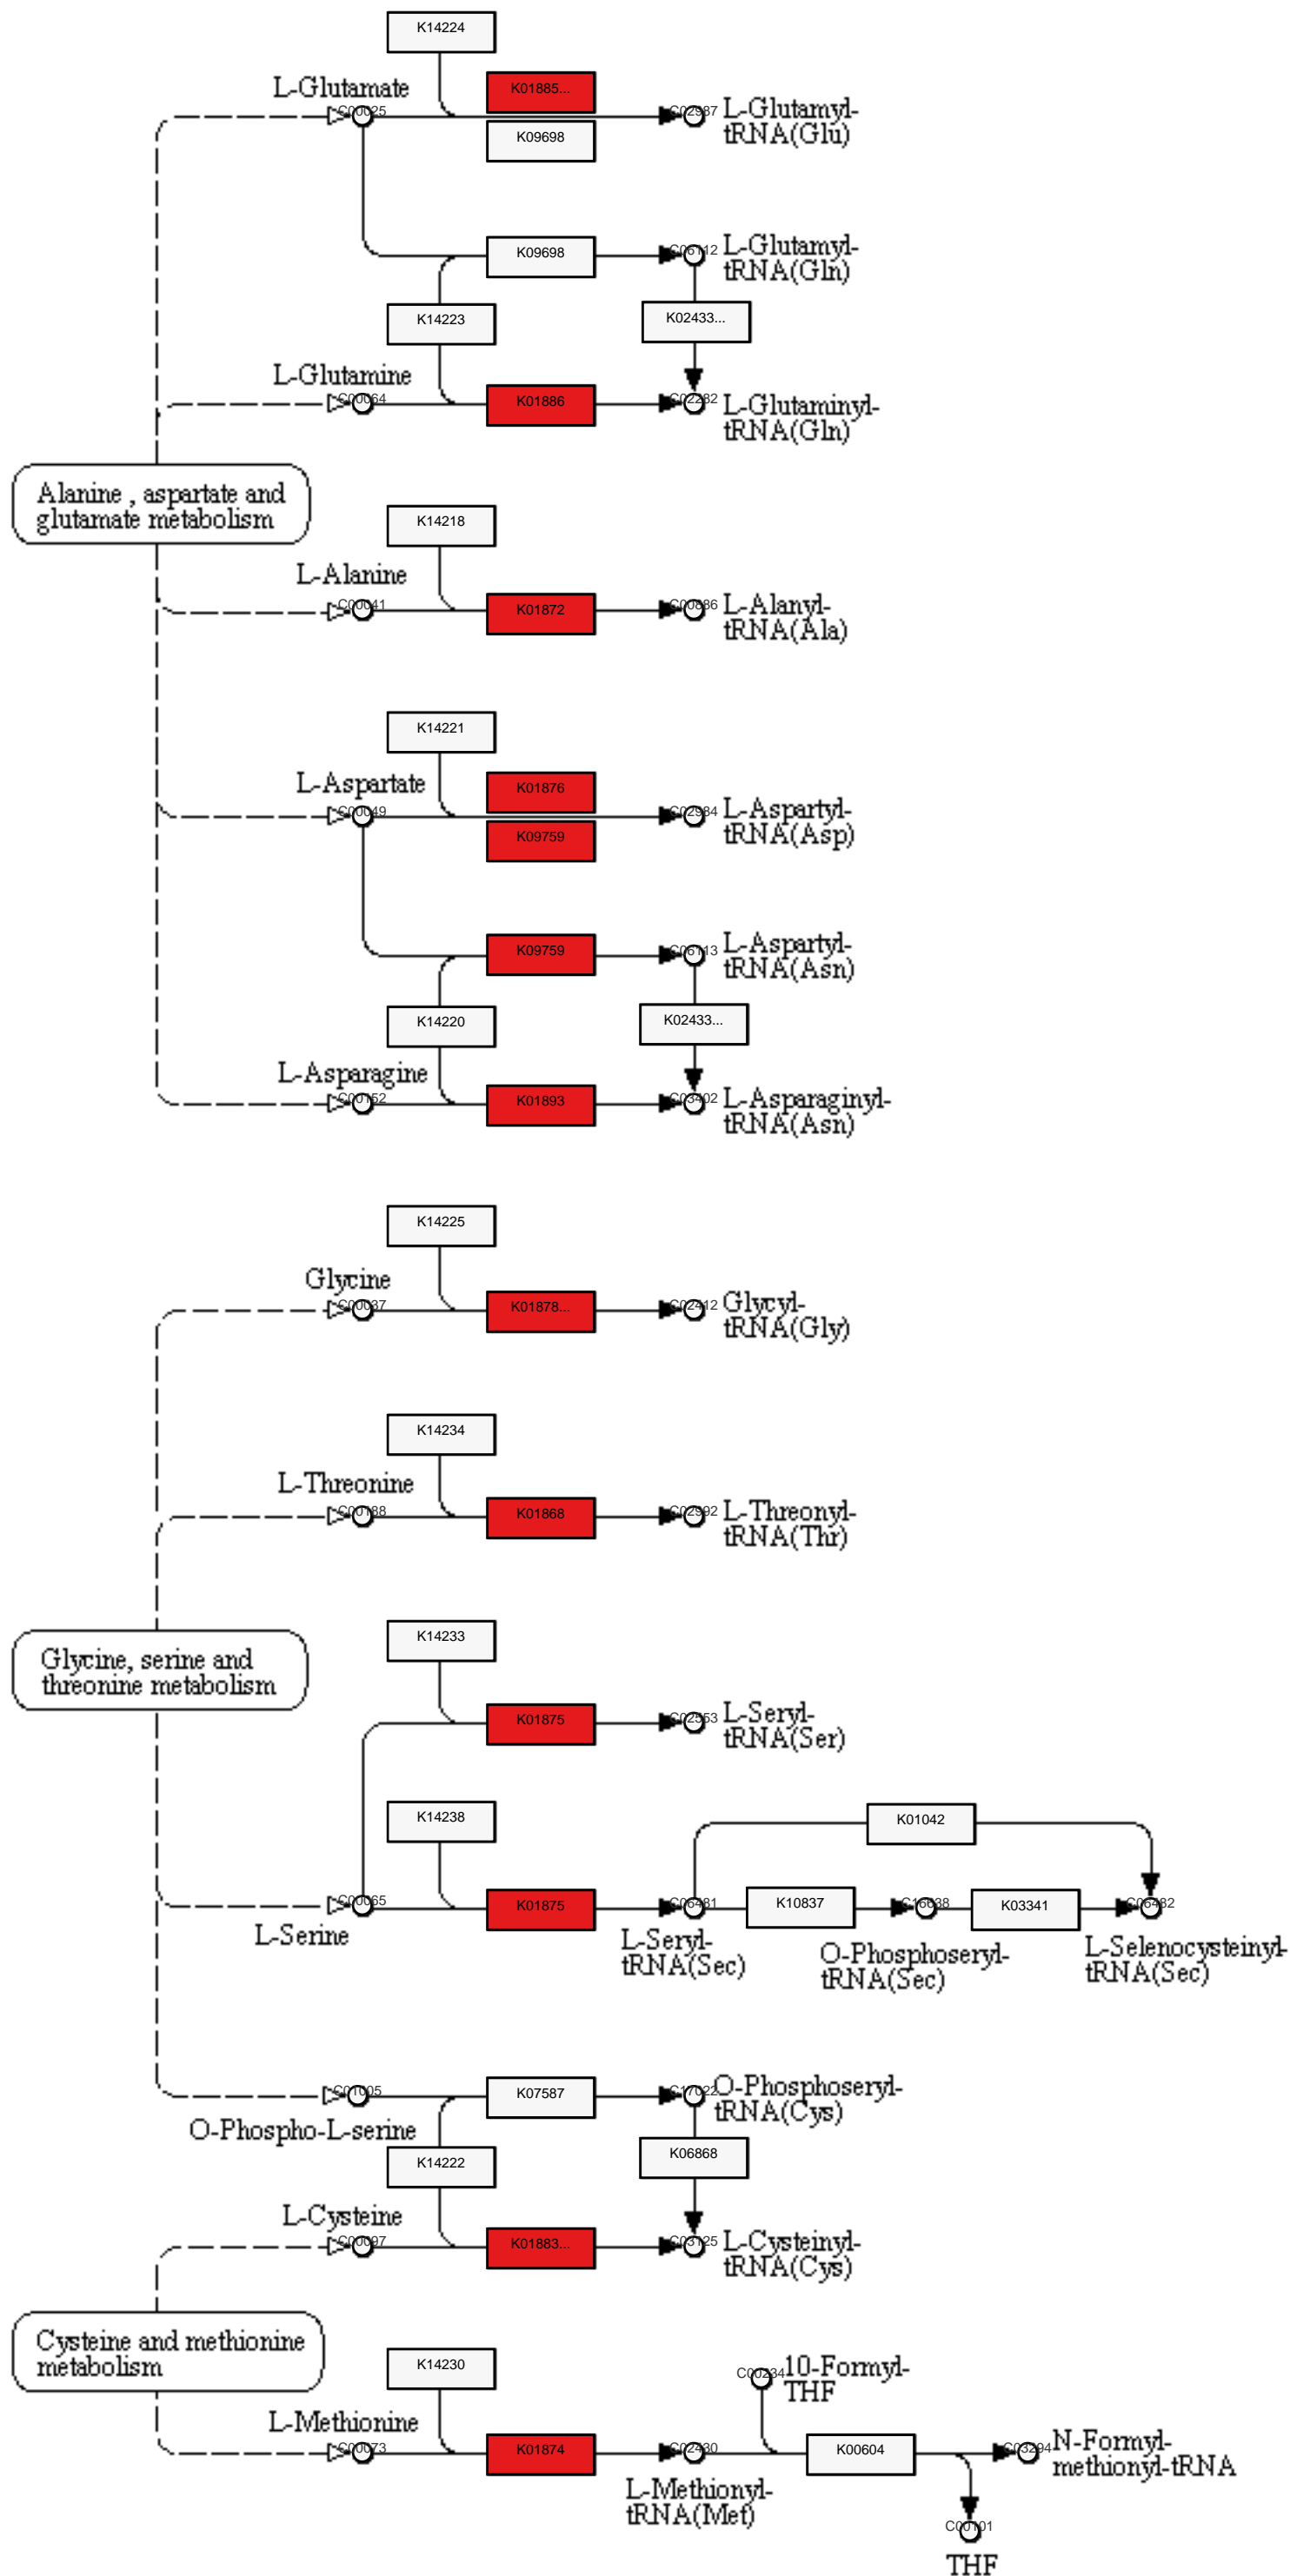 K14224
L-Glutamate
K01885...
C00025
C02987
L-Glutamyl-
tRNA(Glu)
K09698
K09698
C06112
L-Glutamyl-
tRNA(Gln)
K14223
K02433...
L-Glutamine
C00064
K01886
C02282
L-Glutaminyl-
tRNA(Gln)
Alanine , aspartate and
glutamate metabolism
K14218
L-Alanine
C00041
K01872
C00886
L-Alanyl-
tRNA(Ala)
K14221
L-Aspartate
K01876
C00049
C02984
L-Aspartyl-
tRNA(Asp)
K09759
K09759
C06113
L-Aspartyl-
tRNA(Asn)
K14220
K02433...
L-Asparagine
C00152
K01893
C03402
L-Asparaginyl-
tRNA(Asn)
K14225
Glycine
C00037
K01878...
C02412
Glycyl-
tRNA(Gly)
K14234
L-Threonine
C00188
K01868
C02992
L-Threonyl-
tRNA(Thr)
K14233
Glycine, serine and
threonine metabolism
K01875
C02553
L-Seryl-
tRNA(Ser)
K14238
K01042
C00065
L-Serine
K01875
C06481
L-Seryl-
tRNA(Sec)
K10837
C16638
O-Phosphoseryl-
tRNA(Sec)
K03341
C06482
L-Selenocysteinyl-
tRNA(Sec)
C01005
O-Phospho-L-serine
K07587
C17022
O-Phosphoseryl-
tRNA(Cys)
K14222
K06868
L-Cysteine
C00097
K01883...
C03125
L-Cysteinyl-
tRNA(Cys)
Cysteine and methionine
metabolism
K14230
C00234
10-Formyl-
THF
L-Methionine
C00073
K01874
C02430
L-Methionyl-
tRNA(Met)
K00604
C03294
N-Formyl-
methionyl-tRNA
C00101
THF